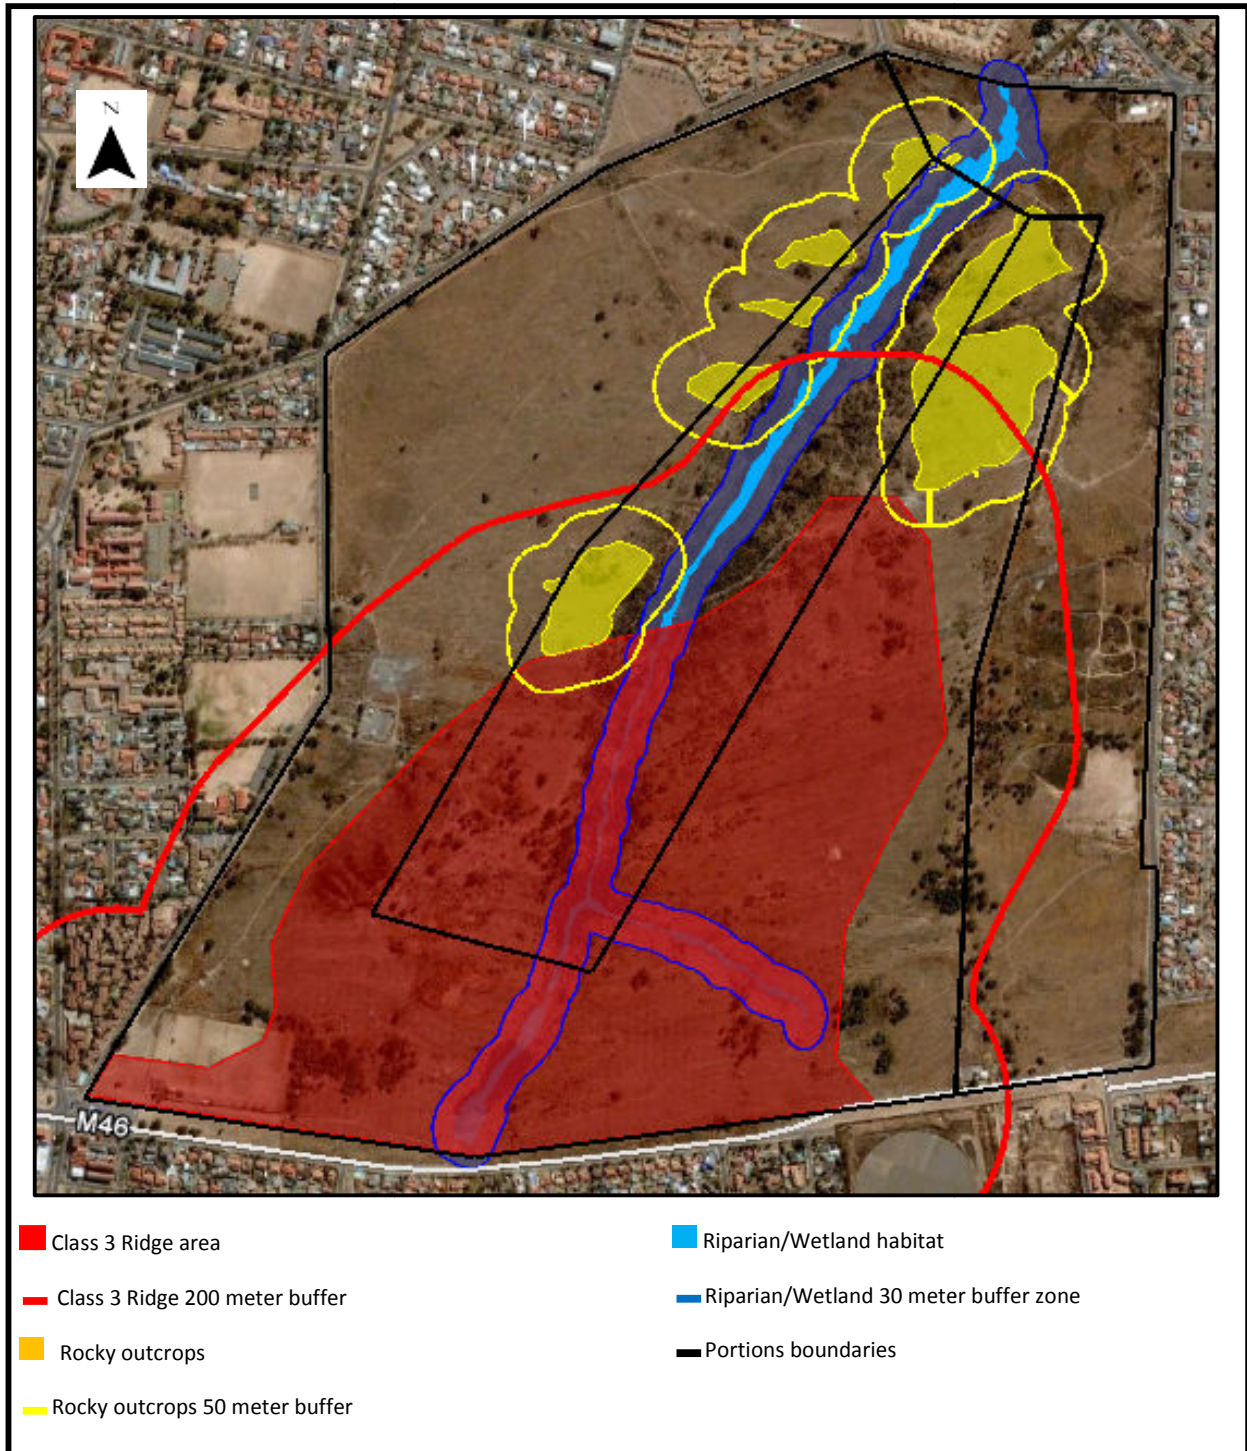 N
M46
Class 3 Ridge area
Riparian/Wetland habitat
Class 3 Ridge 200 meter buffer
Riparian/Wetland 30 meter buffer zone
Rocky outcrops
Portions boundaries
Rocky outcrops 50 meter buffer